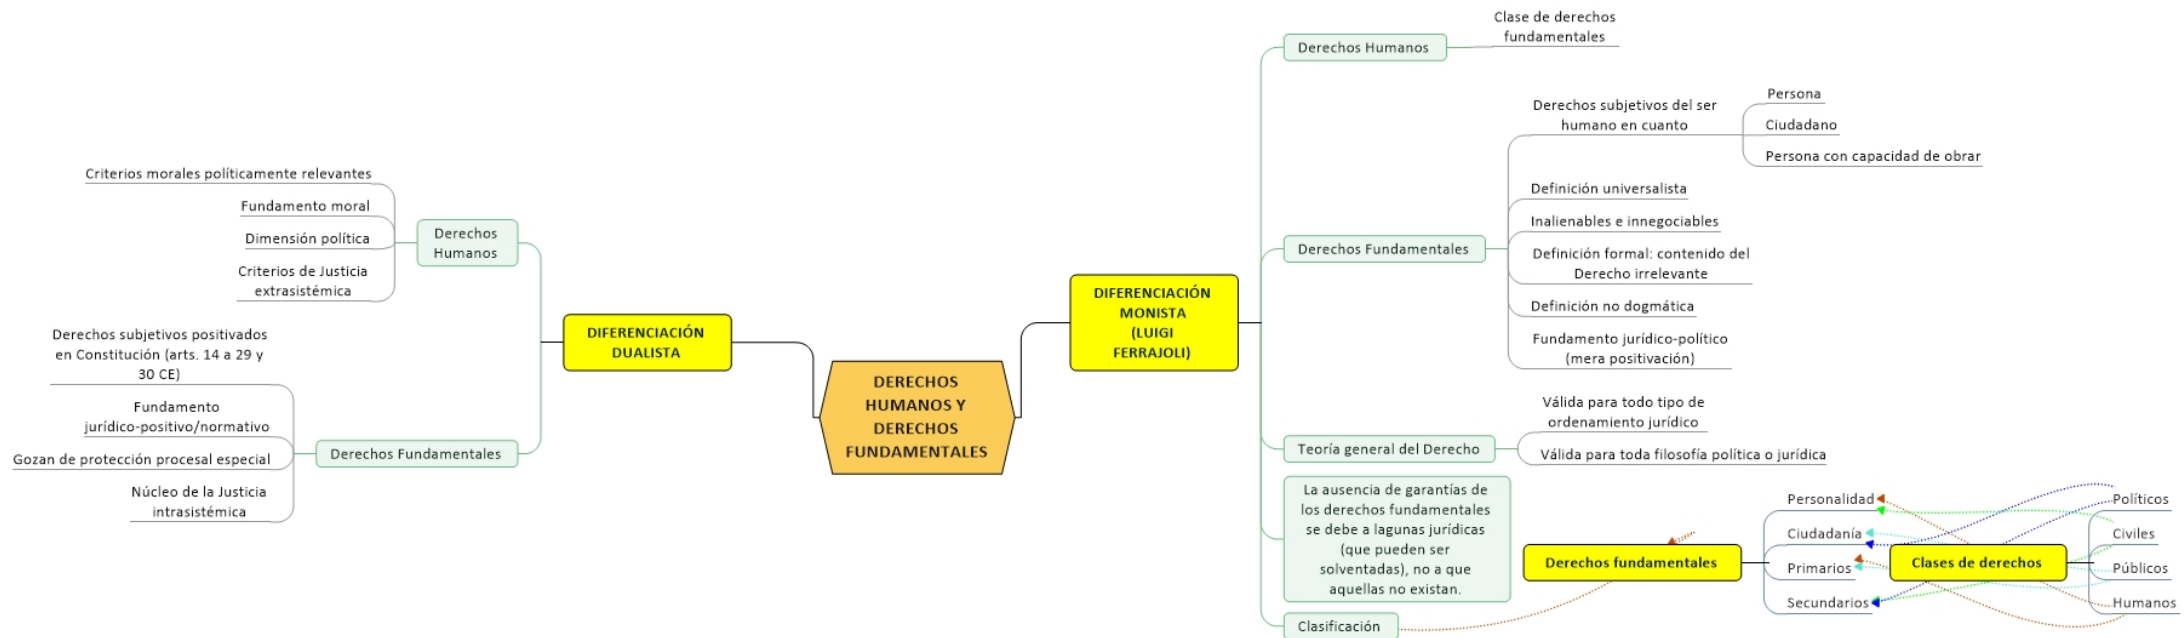 DERECHOS
HUMANOS Y
DERECHOS
FUNDAMENTALES
DIFERENCIACIÓN
DUALISTA
Derechos
Humanos
Criterios morales políticamente relevantes
Fundamento moral
Dimensión política
Criterios de Justicia
extrasistémica
Derechos Fundamentales
Derechos subjetivos positivados
en Constitución (arts. 14 a 29 y
30 CE)
Fundamento
jurídico-positivo/normativo
Gozan de protección procesal especial
Núcleo de la Justicia
intrasistémica
DIFERENCIACIÓN
MONISTA
(LUIGI
FERRAJOLI)
Derechos Humanos
Clase de derechos
fundamentales
Derechos Fundamentales
Derechos subjetivos del ser
humano en cuanto
Persona
Ciudadano
Persona con capacidad de obrar
Definición universalista
Inalienables e innegociables
Definición formal: contenido del
Derecho irrelevante
Definición no dogmática
Fundamento jurídico-político
(mera positivación)
Teoría general del Derecho
Válida para todo tipo de
ordenamiento jurídico
Válida para toda filosofía política o jurídica
La ausencia de garantías de
los derechos fundamentales
se debe a lagunas jurídicas
(que pueden ser
solventadas), no a que
aquellas no existan.
Clasificación
Derechos fundamentales
Personalidad
Ciudadanía
Primarios
Secundarios
Clases de derechos
Políticos
Civiles
Públicos
Humanos